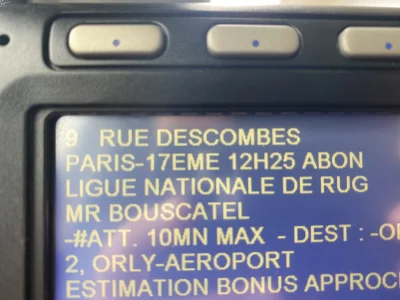 9 RUE DESCOMBES
PARIS-17EME 12H25 ABON
LIGUE NATIONALE DE RUG
MR BOUSCATEL
-#ATT. 10MN MAX - DEST : -O
2, ORLY-AEROPORT
ESTIMATION BONUS APPROC